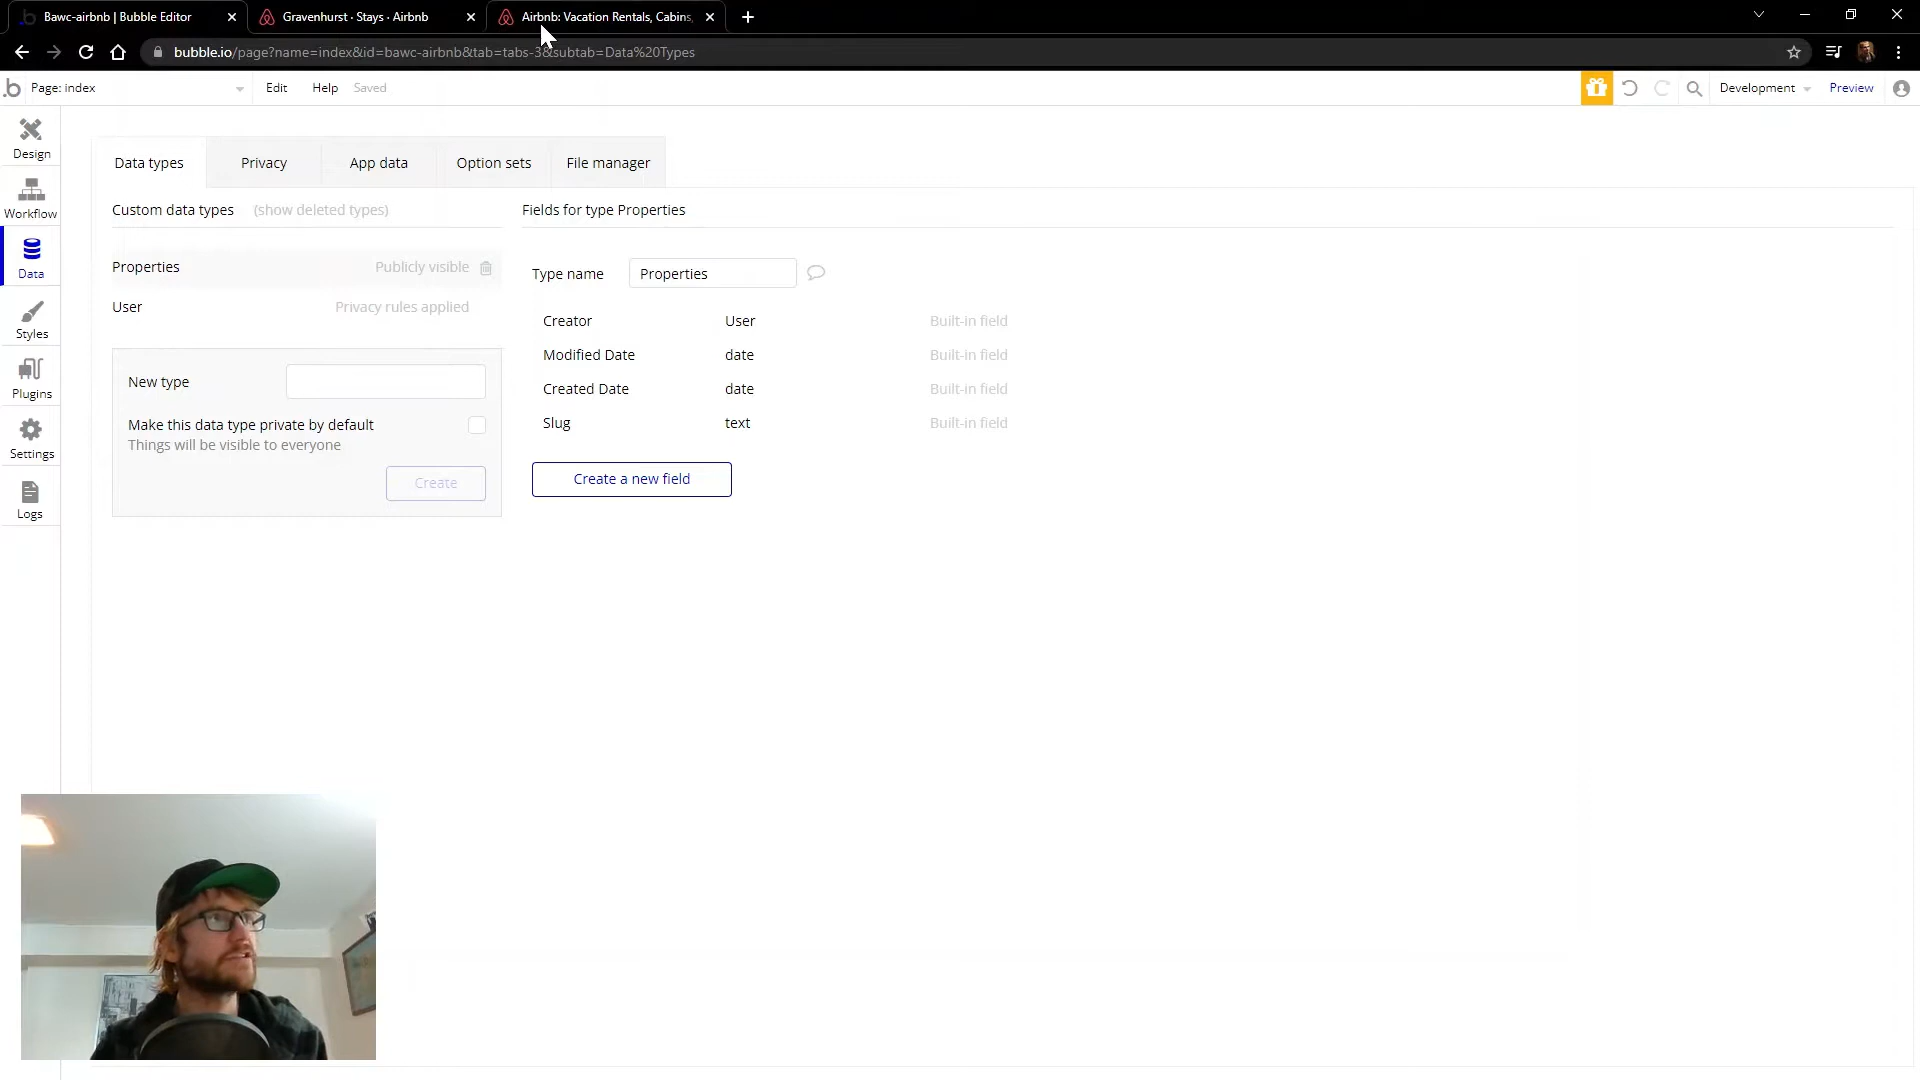 Bawc-airbnb | Bubble Editor
Gravenhurst · Stays · Airbnb
Airbnb: Vacation Rentals, Cabins,
bubble.io/page?name=index&id=bawc-airbnb&tab=tabs-3&subtab=Data%20Types
Page: index
Edit
Help
Saved
Development
Preview
Design
Workflow
Data
Styles
Plugins
Settings
Logs
Data types
Privacy
App data
Option sets
File manager
Custom data types
(show deleted types)
Properties
Publicly visible
User
Privacy rules applied
New type
Make this data type private by default
Things will be visible to everyone
Create
Fields for type Properties
Type name
Properties
Creator
User
Built-in field
Modified Date
date
Built-in field
Created Date
date
Built-in field
Slug
text
Built-in field
Create a new field